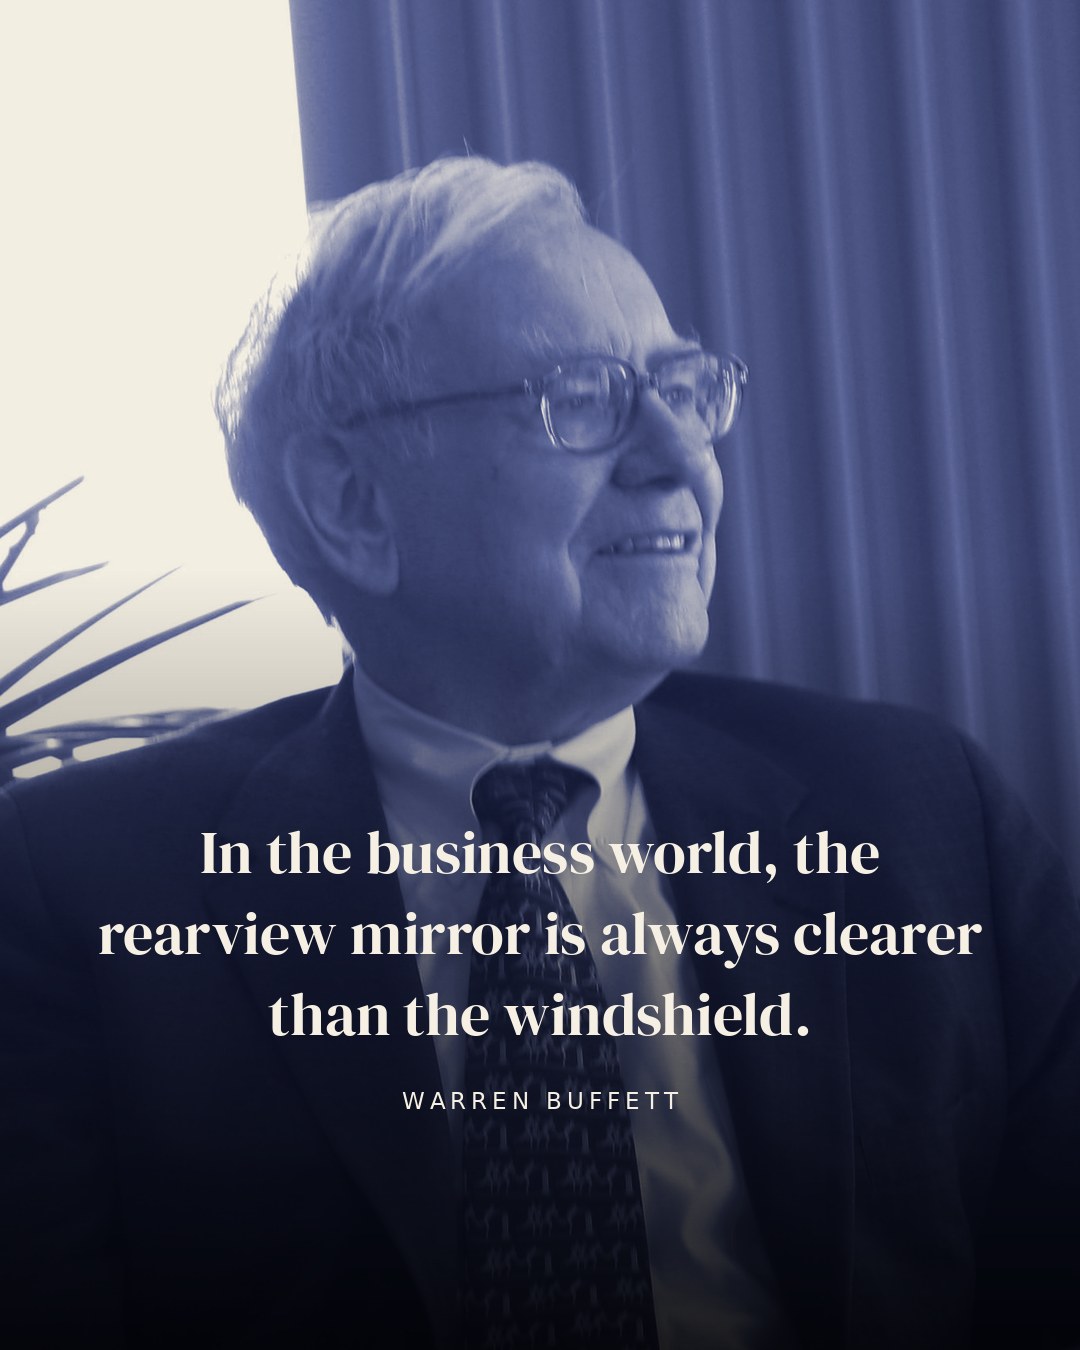 In the business world, the
rearview mirror is always clearer
than the windshield.
WARREN BUFFETT